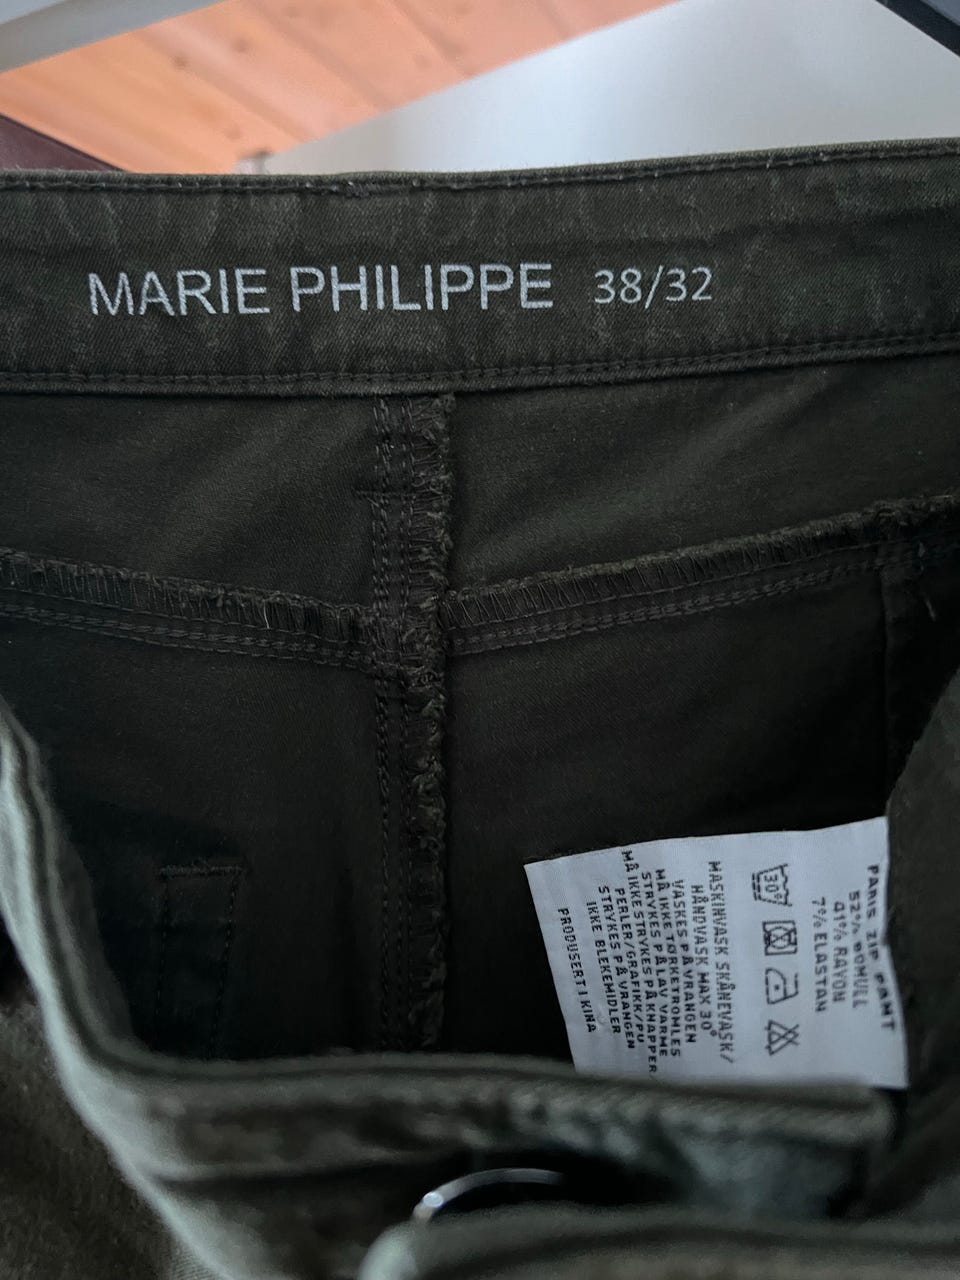 MARIE PHILIPPE 38/32
PARIS ZIP PANT
52% BOMULL
41% RAYON
7% ELASTAN
30°
MASKINVASK SKÅNEVASK/
HÅNDVASK MAX 30°
VASKES PÅ VRANGEN
MÅ IKKE TØRKETROMLES
STRYKES PÅ LAV VARME
MÅ IKKE STRYKES PÅ KNAPPER
PERLER/GRAFIKK/PU
STRYKES PÅ VRANGEN
IKKE BLEKEMIDLER
PRODUSERT I KINA